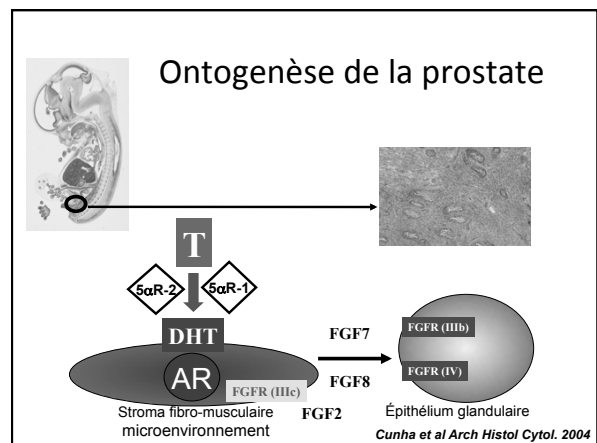 Ontogenèse de la prostate
T
5αR-2
5αR-1
DHT
AR
FGFR (IIIc)
FGF7
FGF8
FGF2
FGFR (IIIb)
FGFR (IV)
Stroma fibro-musculaire
microenvironnement
Épithélium glandulaire
Cunha et al Arch Histol Cytol. 2004